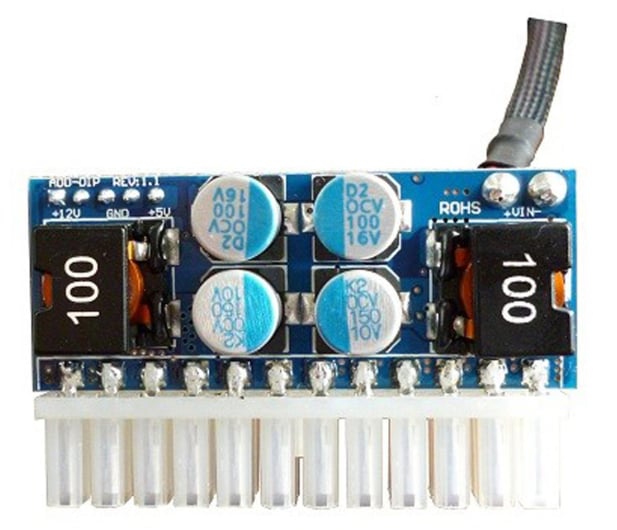 ADD-DIP REV:1.1
+12V GND +5V
ROHS +VIN-
100
D2
OCV
100
16V
D2
OCV
100
16V
100
K2
OCV
150
10V
K2
OCV
150
10V